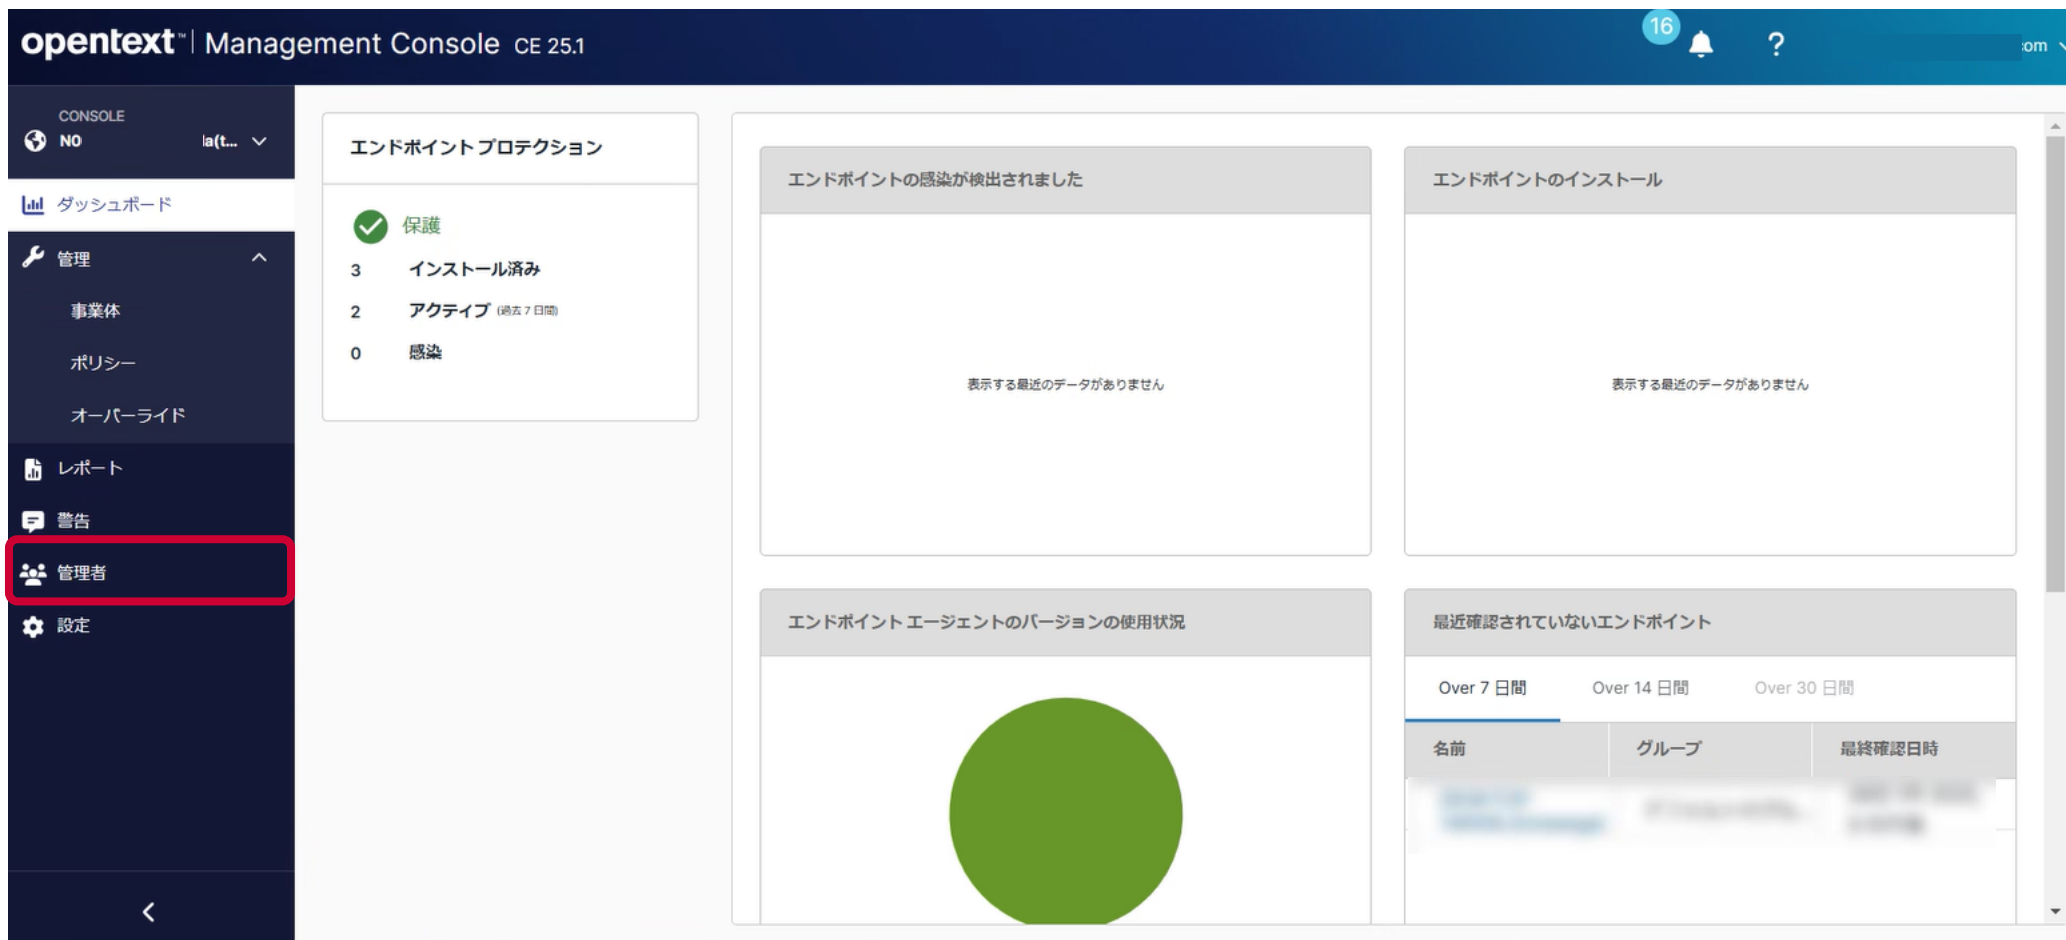 opentext™ | Management Console CE 25.1
16
?
com
CONSOLE
NO la(t...
ダッシュボード
管理
事業体
ポリシー
オーバーライド
レポート
警告
管理者
設定
エンドポイント プロテクション
保護
3 インストール済み
2 アクティブ (過去 7 日間)
0 感染
エンドポイントの感染が検出されました
表示する最近のデータがありません
エンドポイントのインストール
表示する最近のデータがありません
エンドポイント エージェントのバージョンの使用状況
最近確認されていないエンドポイント
Over 7 日間 Over 14 日間 Over 30 日間
名前 グループ 最終確認日時